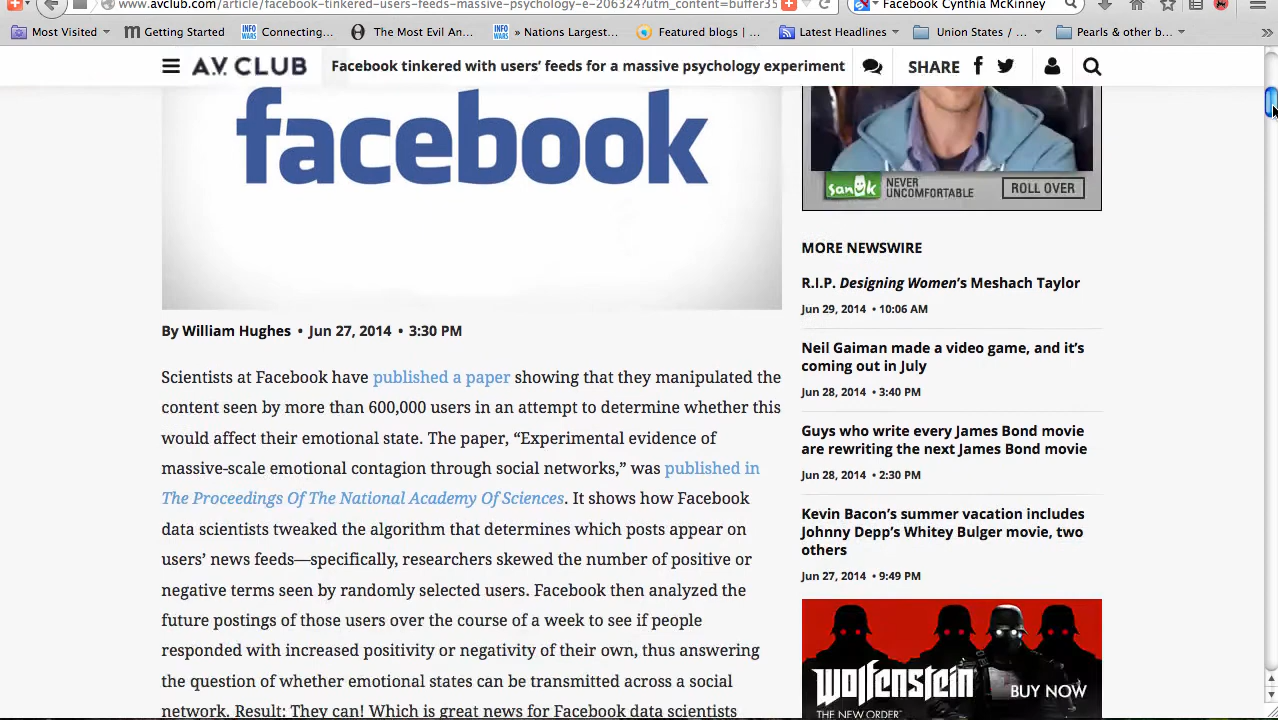 www.avclub.com/article/facebook-tinkered-users-feeds-massive-psychology-e-206324?utm_content=buffer35
Facebook Cynthia McKinney
Most Visited
Getting Started
Connecting...
The Most Evil An...
» Nations Largest...
Featured blogs | ...
Latest Headlines
Union States / ...
Pearls & other b...
A.V. CLUB
Facebook tinkered with users’ feeds for a massive psychology experiment
SHARE
facebook
sanuk
NEVER
UNCOMFORTABLE
ROLL OVER
By William Hughes • Jun 27, 2014 • 3:30 PM
Scientists at Facebook have published a paper showing that they manipulated the
content seen by more than 600,000 users in an attempt to determine whether this
would affect their emotional state. The paper, “Experimental evidence of
massive-scale emotional contagion through social networks,” was published in
The Proceedings Of The National Academy Of Sciences. It shows how Facebook
data scientists tweaked the algorithm that determines which posts appear on
users’ news feeds—specifically, researchers skewed the number of positive or
negative terms seen by randomly selected users. Facebook then analyzed the
future postings of those users over the course of a week to see if people
responded with increased positivity or negativity of their own, thus answering
the question of whether emotional states can be transmitted across a social
network. Result: They can! Which is great news for Facebook data scientists
MORE NEWSWIRE
R.I.P. Designing Women’s Meshach Taylor
Jun 29, 2014 • 10:06 AM
Neil Gaiman made a video game, and it’s
coming out in July
Jun 28, 2014 • 3:40 PM
Guys who write every James Bond movie
are rewriting the next James Bond movie
Jun 28, 2014 • 2:30 PM
Kevin Bacon’s summer vacation includes
Johnny Depp’s Whitey Bulger movie, two
others
Jun 27, 2014 • 9:49 PM
Wolfenstein
THE NEW ORDER
BUY NOW